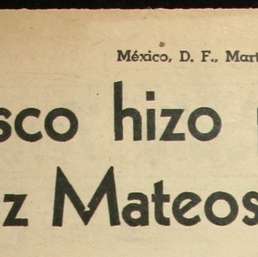 México, D. F., Mart
sco hizo
z Mateos